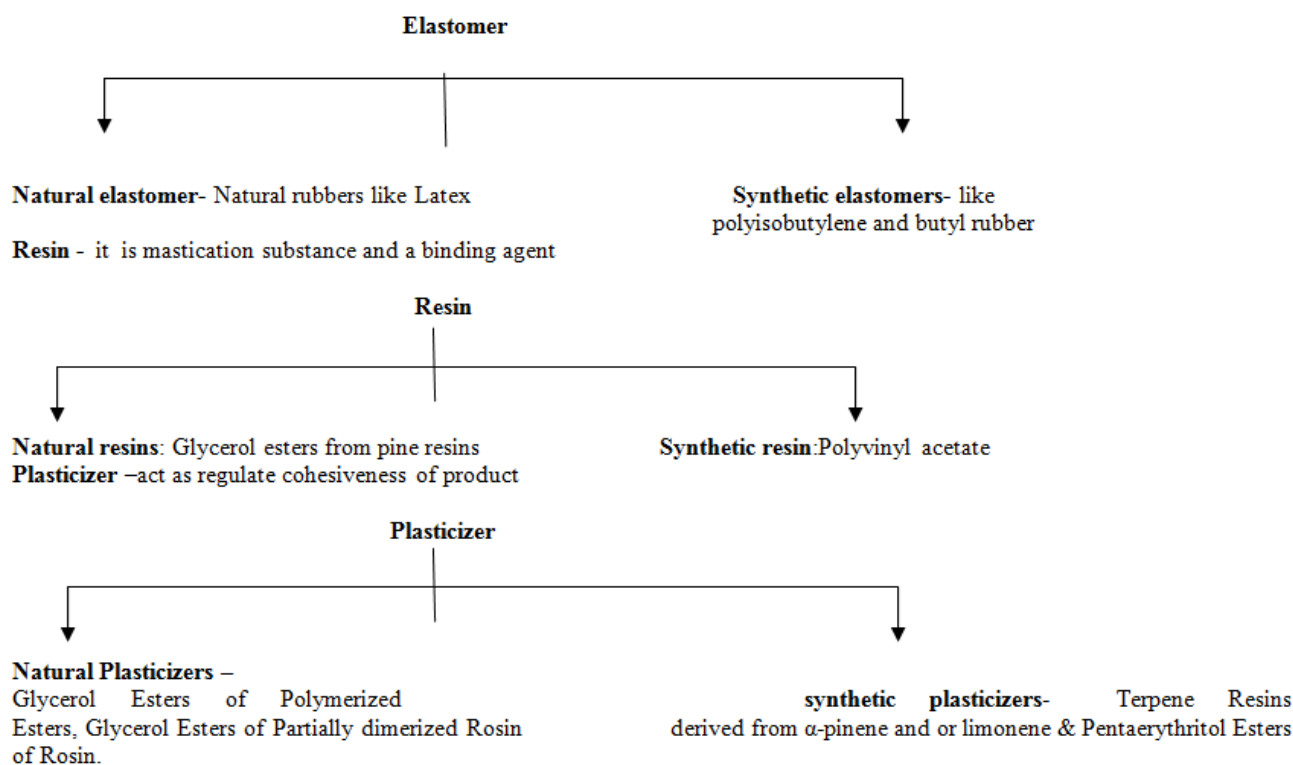 Elastomer
Natural elastomer- Natural rubbers like Latex
Synthetic elastomers- like
polyisobutylene and butyl rubber
Resin - it is mastication substance and a binding agent
Resin
Natural resins: Glycerol esters from pine resins
Synthetic resin:Polyvinyl acetate
Plasticizer –act as regulate cohesiveness of product
Plasticizer
Natural Plasticizers –
Glycerol Esters of Polymerized
Esters, Glycerol Esters of Partially dimerized Rosin
of Rosin.
synthetic plasticizers- Terpene Resins
derived from α-pinene and or limonene & Pentaerythritol Esters